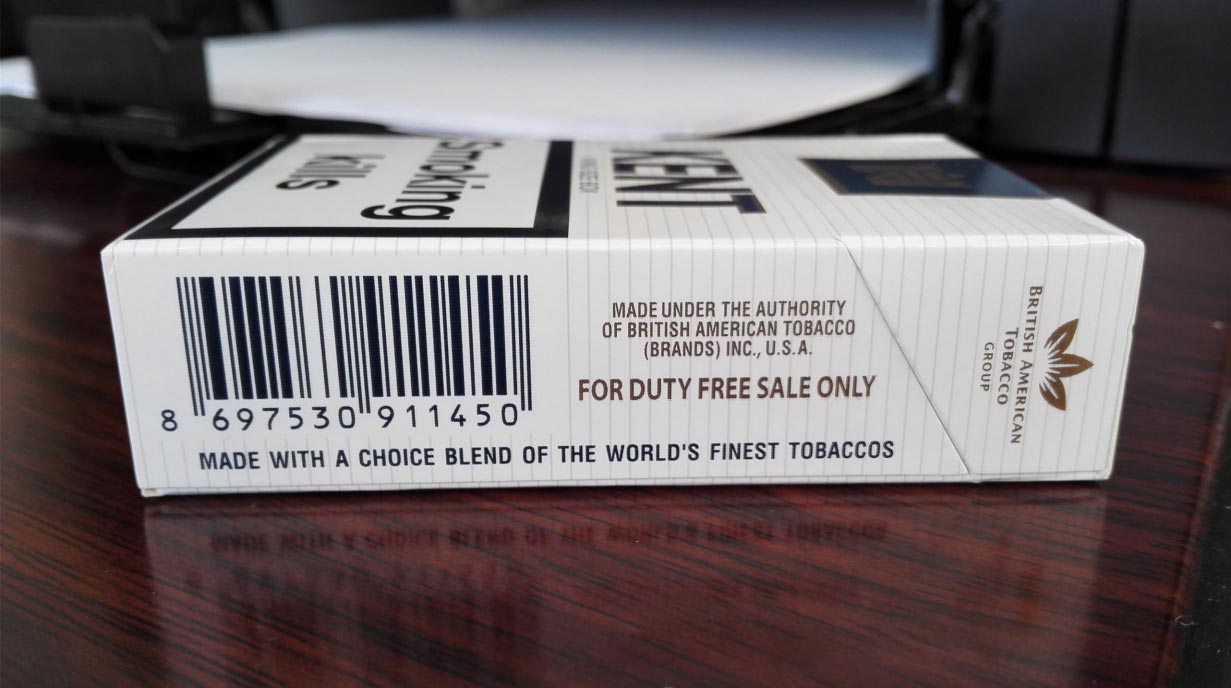 Smoking
kills
KENT
8 697530 911450
MADE UNDER THE AUTHORITY
OF BRITISH AMERICAN TOBACCO
(BRANDS) INC., U.S.A.
FOR DUTY FREE SALE ONLY
MADE WITH A CHOICE BLEND OF THE WORLD'S FINEST TOBACCOS
BRITISH AMERICAN
TOBACCO
GROUP